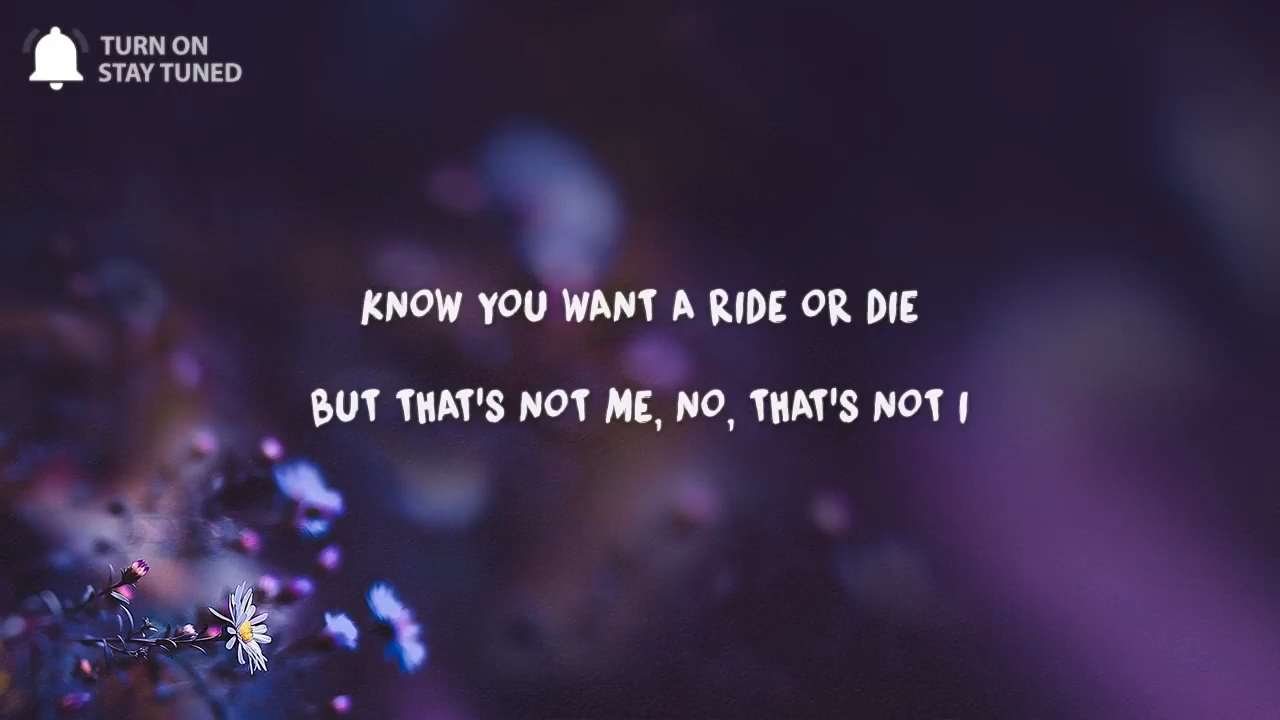 TURN ON
STAY TUNED
KNOW YOU WANT A RIDE OR DIE
BUT THAT'S NOT ME, NO, THAT'S NOT I